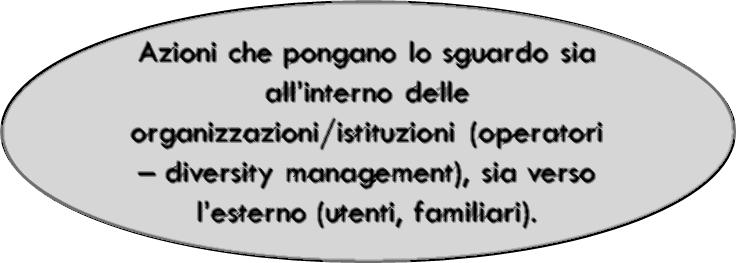 Azioni che pongano lo sguardo sia
all'interno delle
organizzazioni/istituzioni (operatori
– diversity management), sia verso
l'esterno (utenti, familiari).